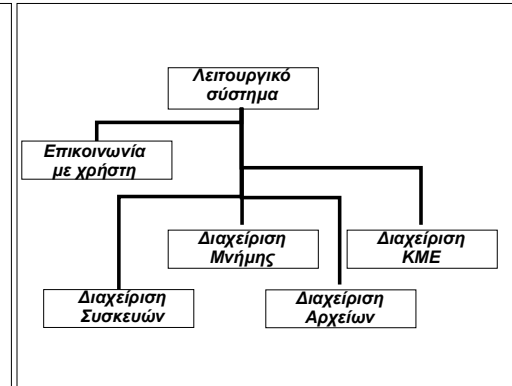 Λειτουργικό
σύστημα
Επικοινωνία
με χρήστη
Διαχείριση
Μνήμης
Διαχείριση
ΚΜΕ
Διαχείριση
Συσκευών
Διαχείριση
Αρχείων